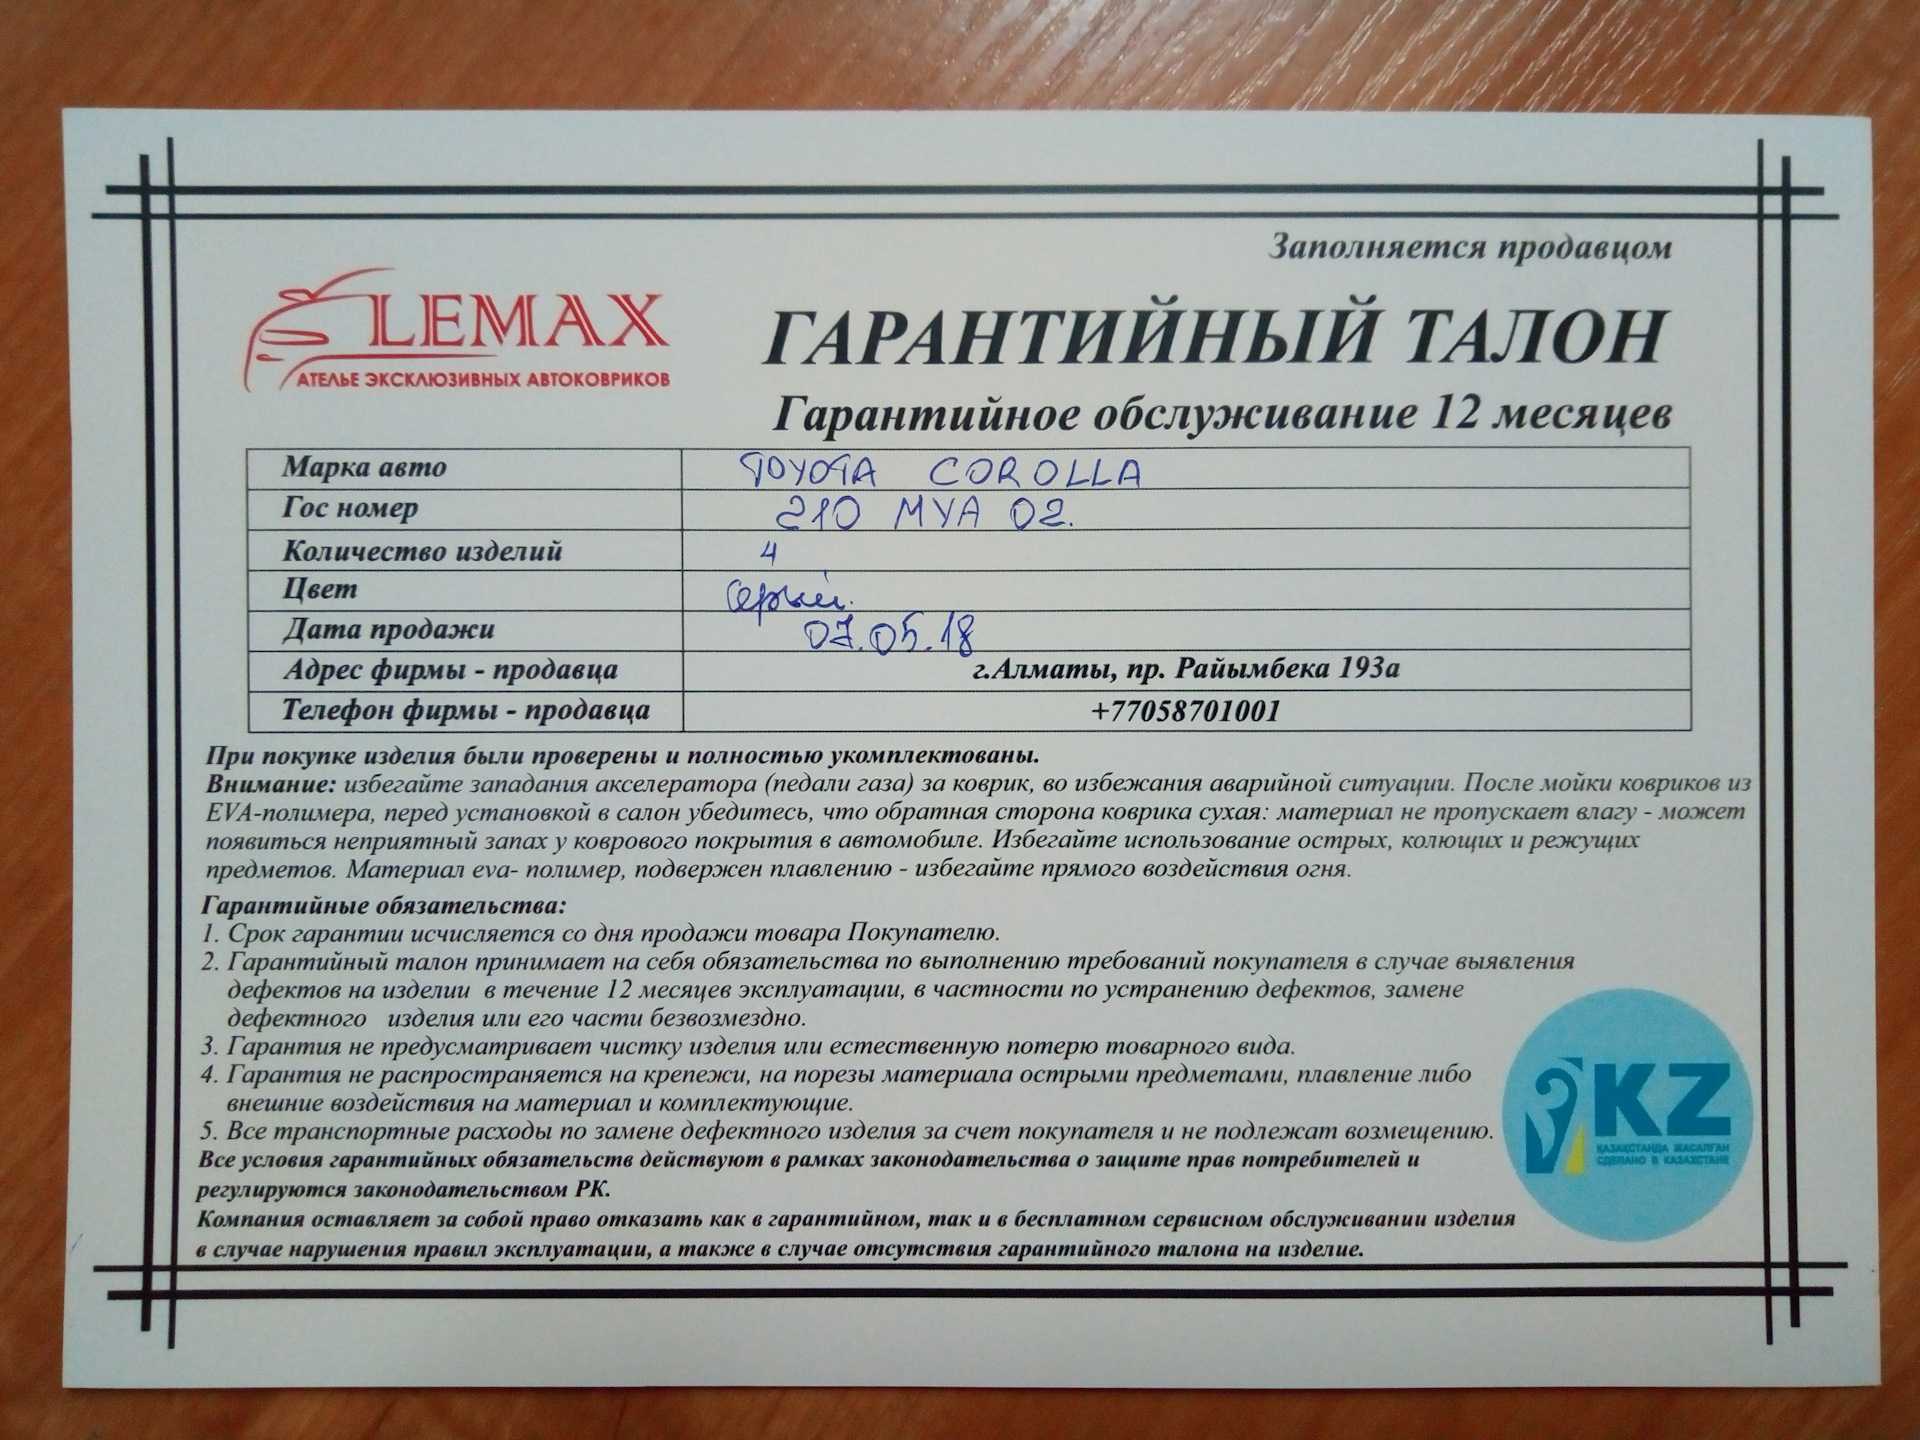 Заполняется продавцом
LEMAX
АТЕЛЬЕ ЭКСКЛЮЗИВНЫХ АВТОКОВРИКОВ
ГАРАНТИЙНЫЙ ТАЛОН
Гарантийное обслуживание 12 месяцев
Марка авто TOYOTA COROLLA
Гос номер 210 MYA 02.
Количество изделий 4
Цвет Серый.
Дата продажи 07.05.18
Адрес фирмы - продавца г.Алматы, пр. Райымбека 193а
Телефон фирмы - продавца +77058701001
При покупке изделия были проверены и полностью укомплектованы.
Внимание: избегайте западания акселератора (педали газа) за коврик, во избежания аварийной ситуации. После мойки ковриков из
EVA-полимера, перед установкой в салон убедитесь, что обратная сторона коврика сухая: материал не пропускает влагу - может
появиться неприятный запах у коврового покрытия в автомобиле. Избегайте использование острых, колющих и режущих
предметов. Материал eva- полимер, подвержен плавлению - избегайте прямого воздействия огня.
Гарантийные обязательства:
1. Срок гарантии исчисляется со дня продажи товара Покупателю.
2. Гарантийный талон принимает на себя обязательства по выполнению требований покупателя в случае выявления
дефектов на изделии в течение 12 месяцев эксплуатации, в частности по устранению дефектов, замене
дефектного изделия или его части безвозмездно.
3. Гарантия не предусматривает чистку изделия или естественную потерю товарного вида.
4. Гарантия не распространяется на крепежи, на порезы материала острыми предметами, плавление либо
внешние воздействия на материал и комплектующие.
5. Все транспортные расходы по замене дефектного изделия за счет покупателя и не подлежат возмещению.
Все условия гарантийных обязательств действуют в рамках законодательства о защите прав потребителей и
регулируются законодательством РК.
Компания оставляет за собой право отказать как в гарантийном, так и в бесплатном сервисном обслуживании изделия
в случае нарушения правил эксплуатации, а также в случае отсутствия гарантийного талона на изделие.
KZ
ҚАЗАҚСТАНДА ЖАСАЛҒАН
СДЕЛАНО В КАЗАХСТАНЕ